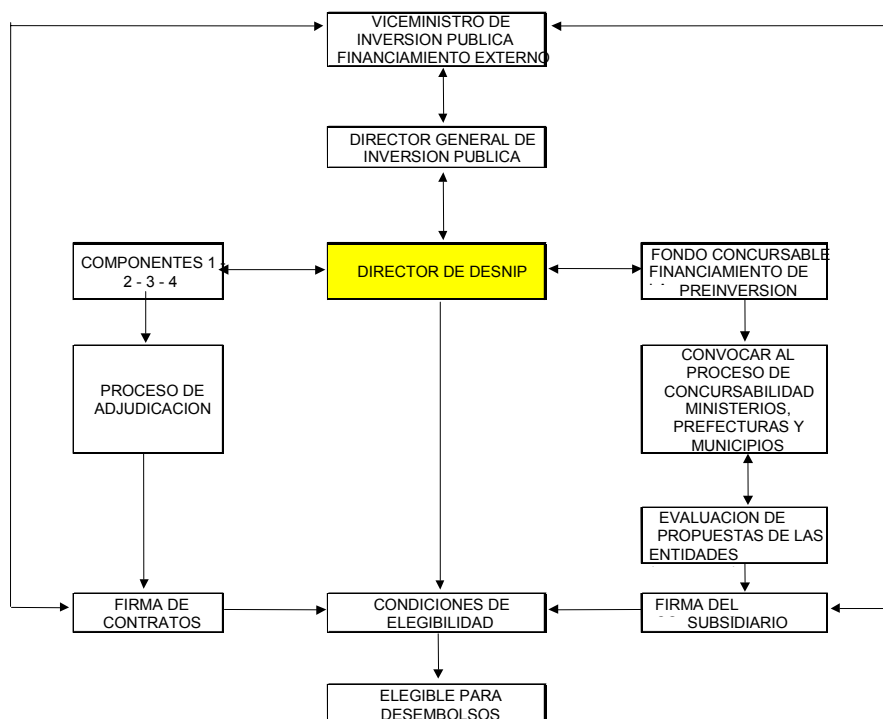 VICEMINISTRO DE
INVERSION PUBLICA
FINANCIAMIENTO EXTERNO
DIRECTOR GENERAL DE
INVERSION PUBLICA
COMPONENTES 1 -
2 - 3 - 4
DIRECTOR DE DESNIP
FONDO CONCURSABLE
FINANCIAMIENTO DE
PREINVERSION
PROCESO DE
ADJUDICACION
CONVOCAR AL
PROCESO DE
CONCURSABILIDAD
MINISTERIOS,
PREFECTURAS Y
MUNICIPIOS
EVALUACION DE
PROPUESTAS DE LAS
ENTIDADES
FIRMA DE
CONTRATOS
CONDICIONES DE
ELEGIBILIDAD
FIRMA DEL
SUBSIDIARIO
ELEGIBLE PARA
DESEMBOLSOS